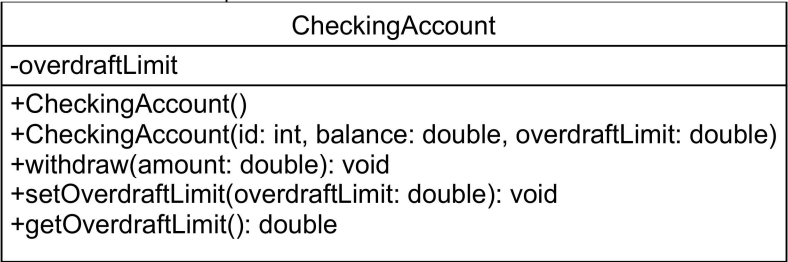 CheckingAccount
-overdraftLimit
+CheckingAccount()
+CheckingAccount(id: int, balance: double, overdraftLimit: double)
+withdraw(amount: double): void
+setOverdraftLimit(overdraftLimit: double): void
+getOverdraftLimit(): double